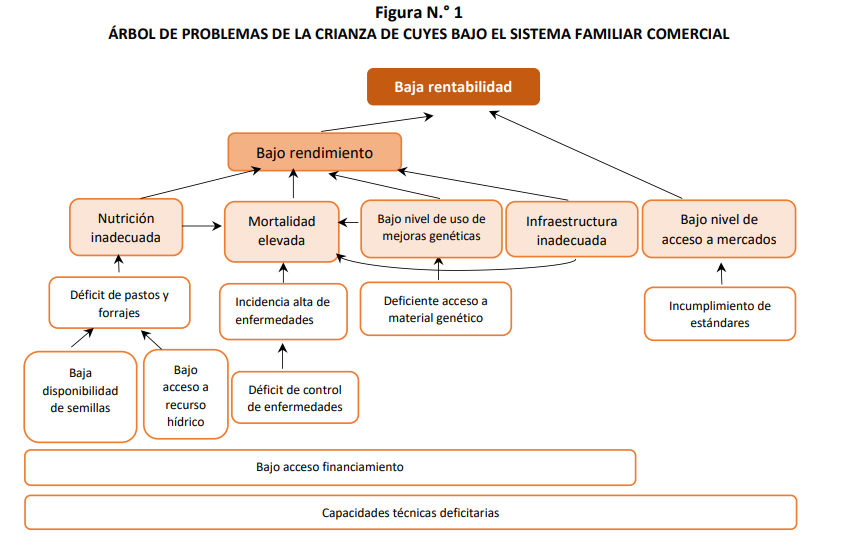 Figura N.° 1
ÁRBOL DE PROBLEMAS DE LA CRIANZA DE CUYES BAJO EL SISTEMA FAMILIAR COMERCIAL
Baja rentabilidad
Bajo rendimiento
Nutrición
inadecuada
Mortalidad
elevada
Bajo nivel de uso de
mejoras genéticas
Infraestructura
inadecuada
Bajo nivel de
acceso a mercados
Déficit de pastos y
forrajes
Incidencia alta de
enfermedades
Deficiente acceso a
material genético
Incumplimiento de
estándares
Baja
disponibilidad
de semillas
Bajo
acceso a
recurso
hídrico
Déficit de control
de enfermedades
Bajo acceso financiamiento
Capacidades técnicas deficitarias